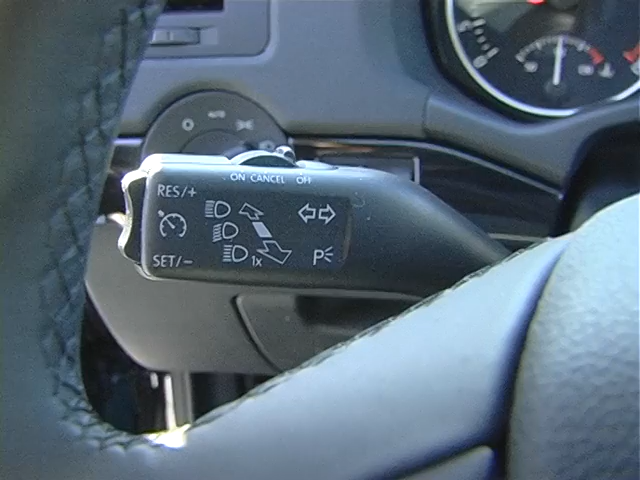 ON CANCEL OFF
RES/+
SET/-
1x
P